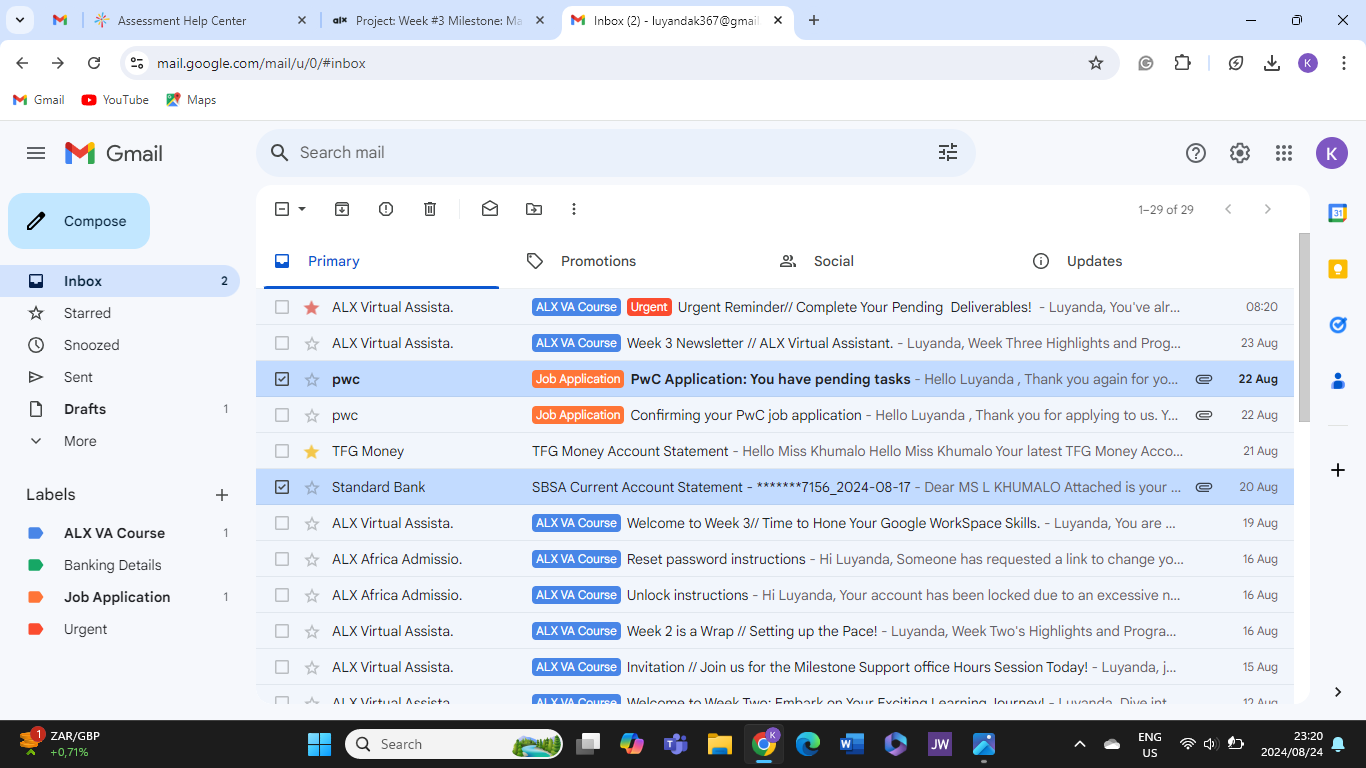 Assessment Help Center
alx Project: Week #3 Milestone: Ma
Inbox (2) - luyandak367@gmail
mail.google.com/mail/u/0/#inbox
K
Gmail YouTube Maps
Gmail
Search mail
K
Compose
1–29 of 29
31
Primary Promotions Social Updates
Inbox 2
Starred
Snoozed
Sent
Drafts 1
More
Labels
ALX VA Course 1
Banking Details
Job Application 1
Urgent
ALX Virtual Assista. ALX VA Course Urgent Urgent Reminder// Complete Your Pending Deliverables! - Luyanda, You've alr... 08:20
ALX Virtual Assista. ALX VA Course Week 3 Newsletter // ALX Virtual Assistant. - Luyanda, Week Three Highlights and Prog... 23 Aug
pwc Job Application PwC Application: You have pending tasks - Hello Luyanda , Thank you again for yo... 22 Aug
pwc Job Application Confirming your PwC job application - Hello Luyanda , Thank you for applying to us. Y... 22 Aug
TFG Money TFG Money Account Statement - Hello Miss Khumalo Hello Miss Khumalo Your latest TFG Money Acco... 21 Aug
Standard Bank SBSA Current Account Statement - *******7156_2024-08-17 - Dear MS L KHUMALO Attached is your ... 20 Aug
ALX Virtual Assista. ALX VA Course Welcome to Week 3// Time to Hone Your Google WorkSpace Skills. - Luyanda, You are ... 19 Aug
ALX Africa Admissio. ALX VA Course Reset password instructions - Hi Luyanda, Someone has requested a link to change yo... 16 Aug
ALX Africa Admissio. ALX VA Course Unlock instructions - Hi Luyanda, Your account has been locked due to an excessive n... 16 Aug
ALX Virtual Assista. ALX VA Course Week 2 is a Wrap // Setting up the Pace! - Luyanda, Week Two's Highlights and Progra... 16 Aug
ALX Virtual Assista. ALX VA Course Invitation // Join us for the Milestone Support office Hours Session Today! - Luyanda, j... 15 Aug
ALX Virtual Assista. ALX VA Course Welcome to Week Two: Embark on Your Exciting Learning Journey! - Luyanda, Dive int... 12 Aug
1
ZAR/GBP
+0,71%
Search
K
JW
ENG
US
23:20
2024/08/24